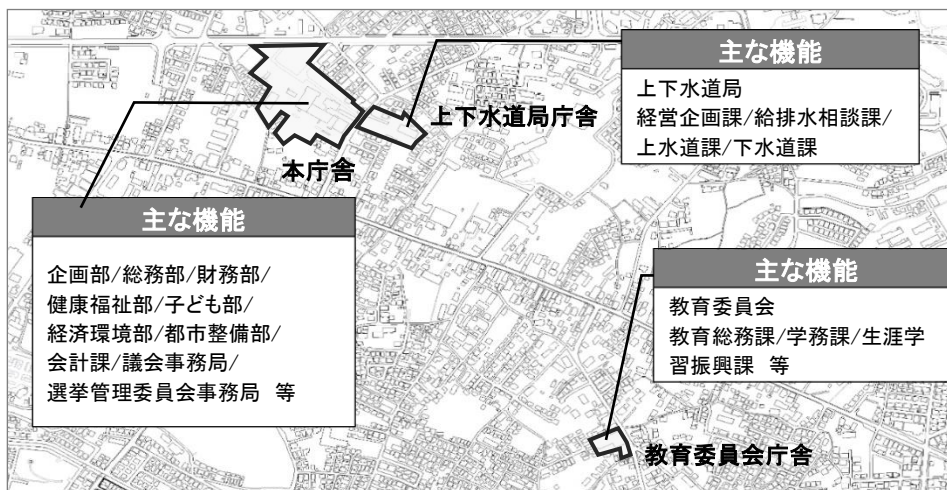 主な機能
上下水道局
経営企画課/給排水相談課/
上水道課/下水道課
上下水道局庁舎
本庁舎
主な機能
企画部/総務部/財務部/
健康福祉部/子ども部/
経済環境部/都市整備部/
会計課/議会事務局/
選挙管理委員会事務局 等
主な機能
教育委員会
教育総務課/学務課/生涯学
習振興課 等
教育委員会庁舎